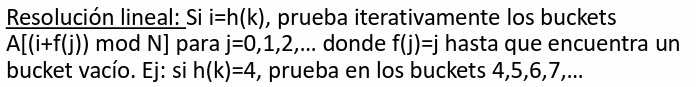 Resolución lineal: Si i=h(k), prueba iterativamente los buckets
A[(i+f(j)) mod N] para j=0,1,2,... donde f(j)=j hasta que encuentra un
bucket vacío. Ej: si h(k)=4, prueba en los buckets 4,5,6,7,...